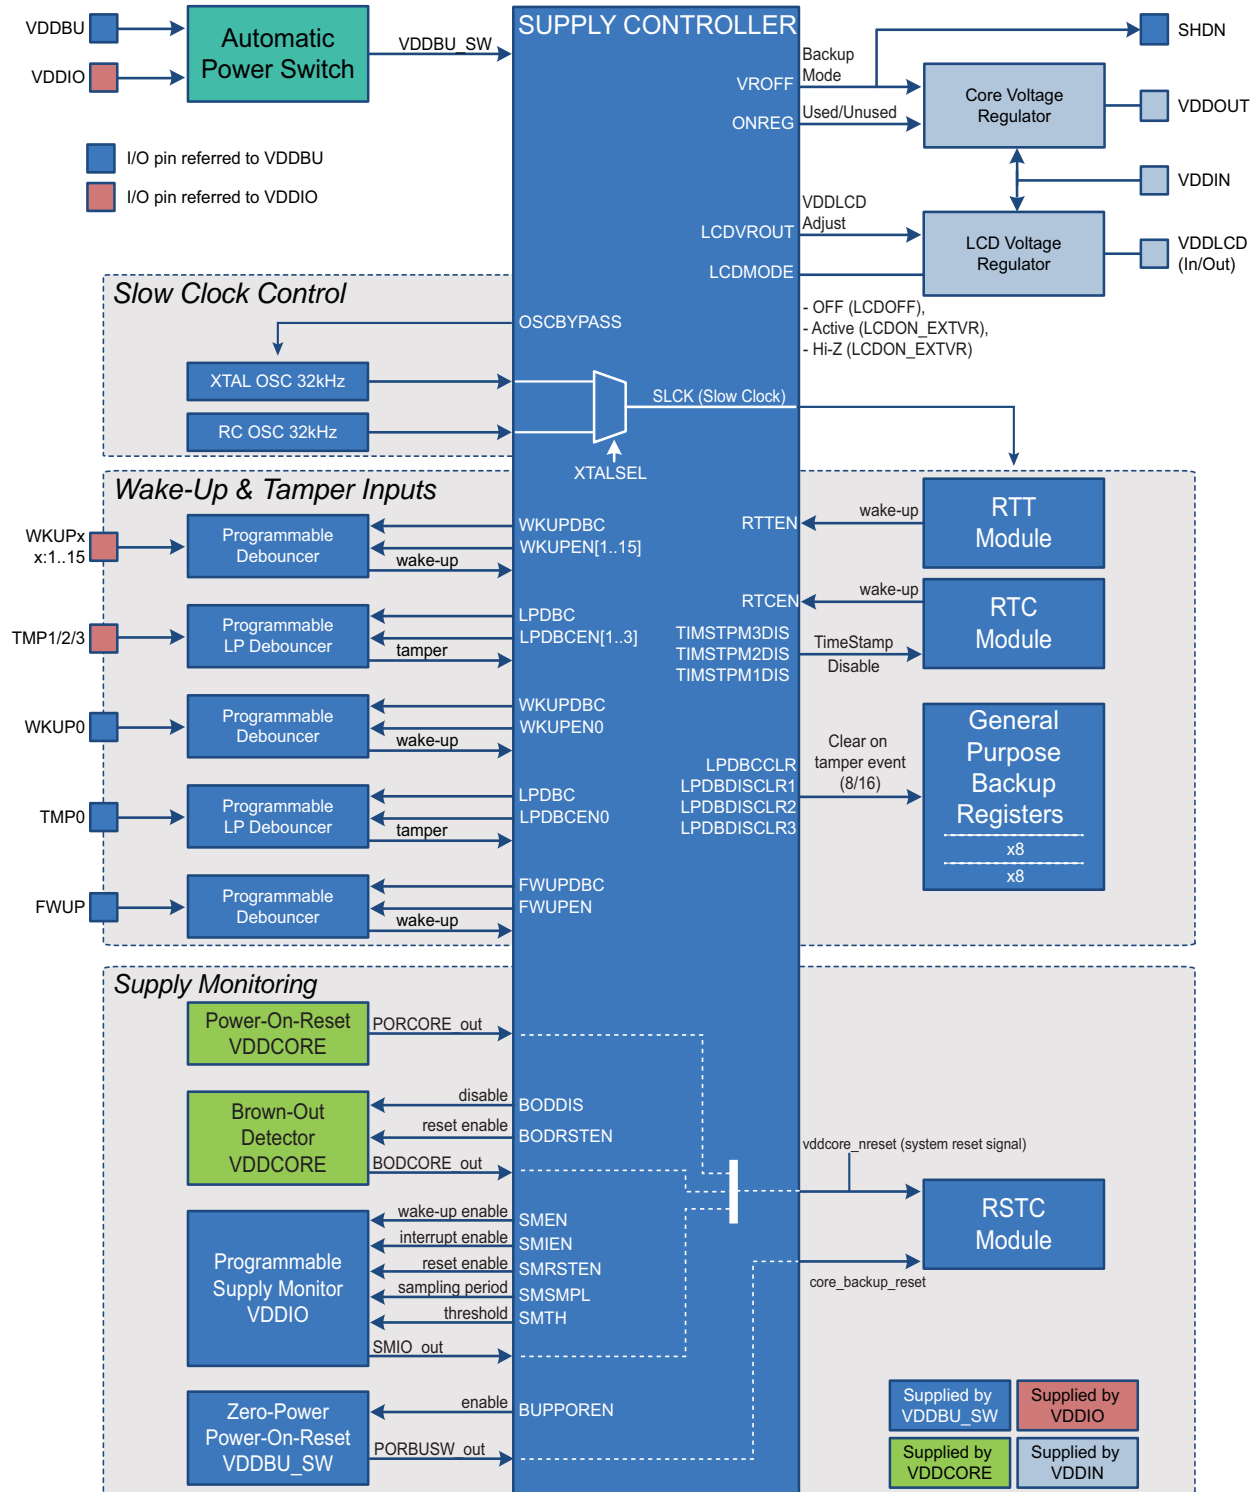 SUPPLY CONTROLLER
VDDBU
VDDIO
Automatic
Power Switch
VDDBU_SW
I/O pin referred to VDDBU
I/O pin referred to VDDIO
Backup
Mode
VROFF
ONREG
Used/Unused
Core Voltage
Regulator
SHDN
VDDOUT
VDDIN
VDDLCD
Adjust
LCDVROUT
LCDMODE
LCD Voltage
Regulator
VDDLCD
(In/Out)
- OFF (LCDOFF),
- Active (LCDON_EXTVR),
- Hi-Z (LCDON_EXTVR)
Slow Clock Control
OSCBYPASS
XTAL OSC 32kHz
RC OSC 32kHz
SLCK (Slow Clock)
XTALSEL
Wake-Up & Tamper Inputs
WKUPx
x:1..15
Programmable
Debouncer
WKUPDBC
WKUPEN[1..15]
wake-up
TMP1/2/3
Programmable
LP Debouncer
LPDBC
LPDBCEN[1..3]
tamper
WKUP0
Programmable
Debouncer
WKUPDBC
WKUPEN0
wake-up
TMP0
Programmable
LP Debouncer
LPDBC
LPDBCEN0
tamper
FWUP
Programmable
Debouncer
FWUPDBC
FWUPEN
wake-up
RTTEN
wake-up
RTT
Module
RTCEN
wake-up
RTC
Module
TIMSTPM3DIS
TIMSTPM2DIS
TIMSTPM1DIS
TimeStamp
Disable
LPDBCCLR
LPDBDISCLR1
LPDBDISCLR2
LPDBDISCLR3
Clear on
tamper event
(8/16)
General
Purpose
Backup
Registers
x8
x8
Supply Monitoring
Power-On-Reset
VDDCORE
PORCORE_out
Brown-Out
Detector
VDDCORE
disable
BODDIS
reset enable
BODRSTEN
BODCORE_out
Programmable
Supply Monitor
VDDIO
wake-up enable
SMEN
interrupt enable
SMIEN
reset enable
SMRSTEN
sampling period
SMSMPL
threshold
SMTH
SMIO_out
Zero-Power
Power-On-Reset
VDDBU_SW
enable
BUPPOREN
PORBUSW_out
vddcore_nreset (system reset signal)
core_backup_reset
RSTC
Module
Supplied by
VDDBU_SW
Supplied by
VDDIO
Supplied by
VDDCORE
Supplied by
VDDIN